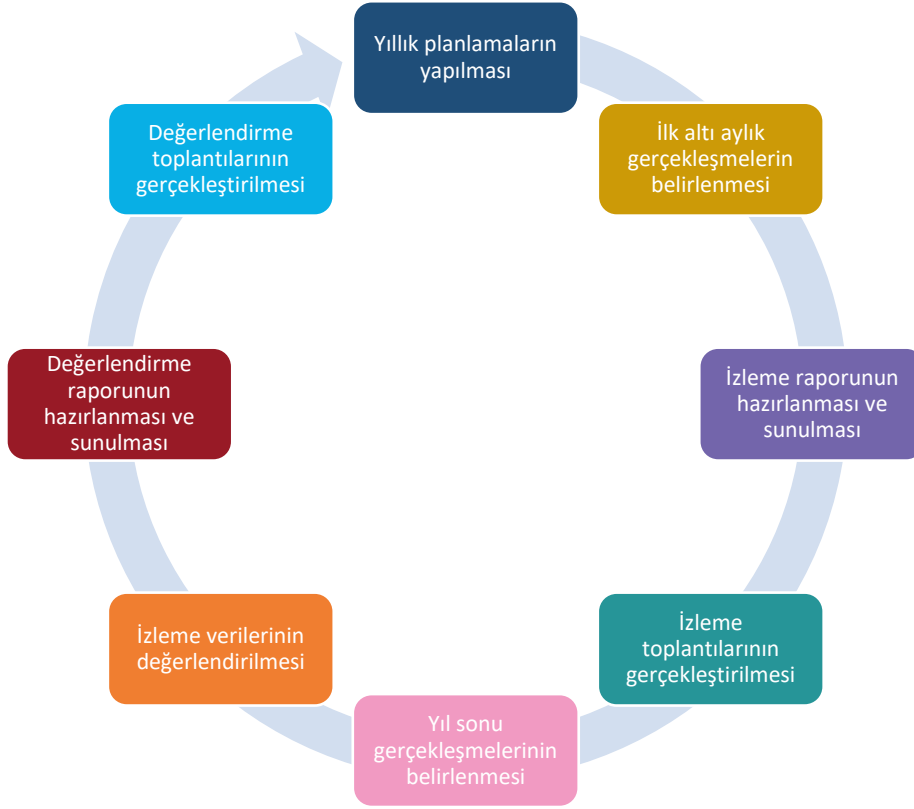 Yıllık planlamaların
yapılması
İlk altı aylık
gerçekleşmelerin
belirlenmesi
İzleme raporunun
hazırlanması ve
sunulması
İzleme
toplantılarının
gerçekleştirilmesi
Yıl sonu
gerçekleşmelerinin
belirlenmesi
İzleme verilerinin
değerlendirilmesi
Değerlendirme
raporunun
hazırlanması ve
sunulması
Değerlendirme
toplantılarının
gerçekleştirilmesi